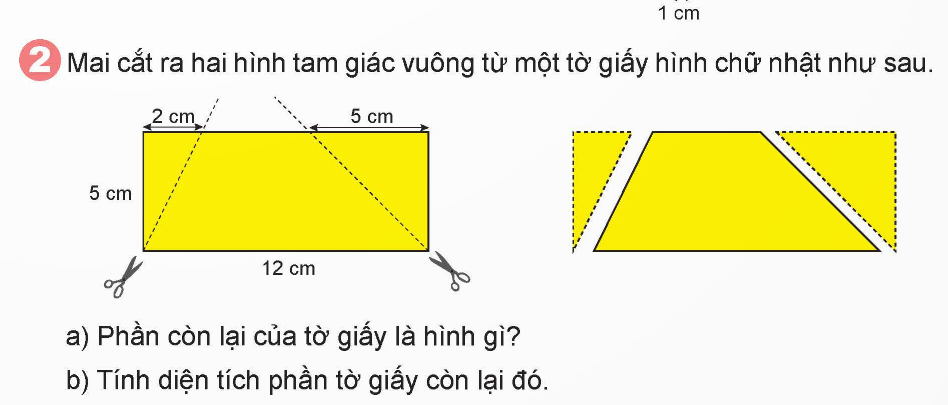 1 cm
2 Mai cắt ra hai hình tam giác vuông từ một tờ giấy hình chữ nhật như sau.
2 cm 5 cm
5 cm
12 cm
a) Phần còn lại của tờ giấy là hình gì?
b) Tính diện tích phần tờ giấy còn lại đó.